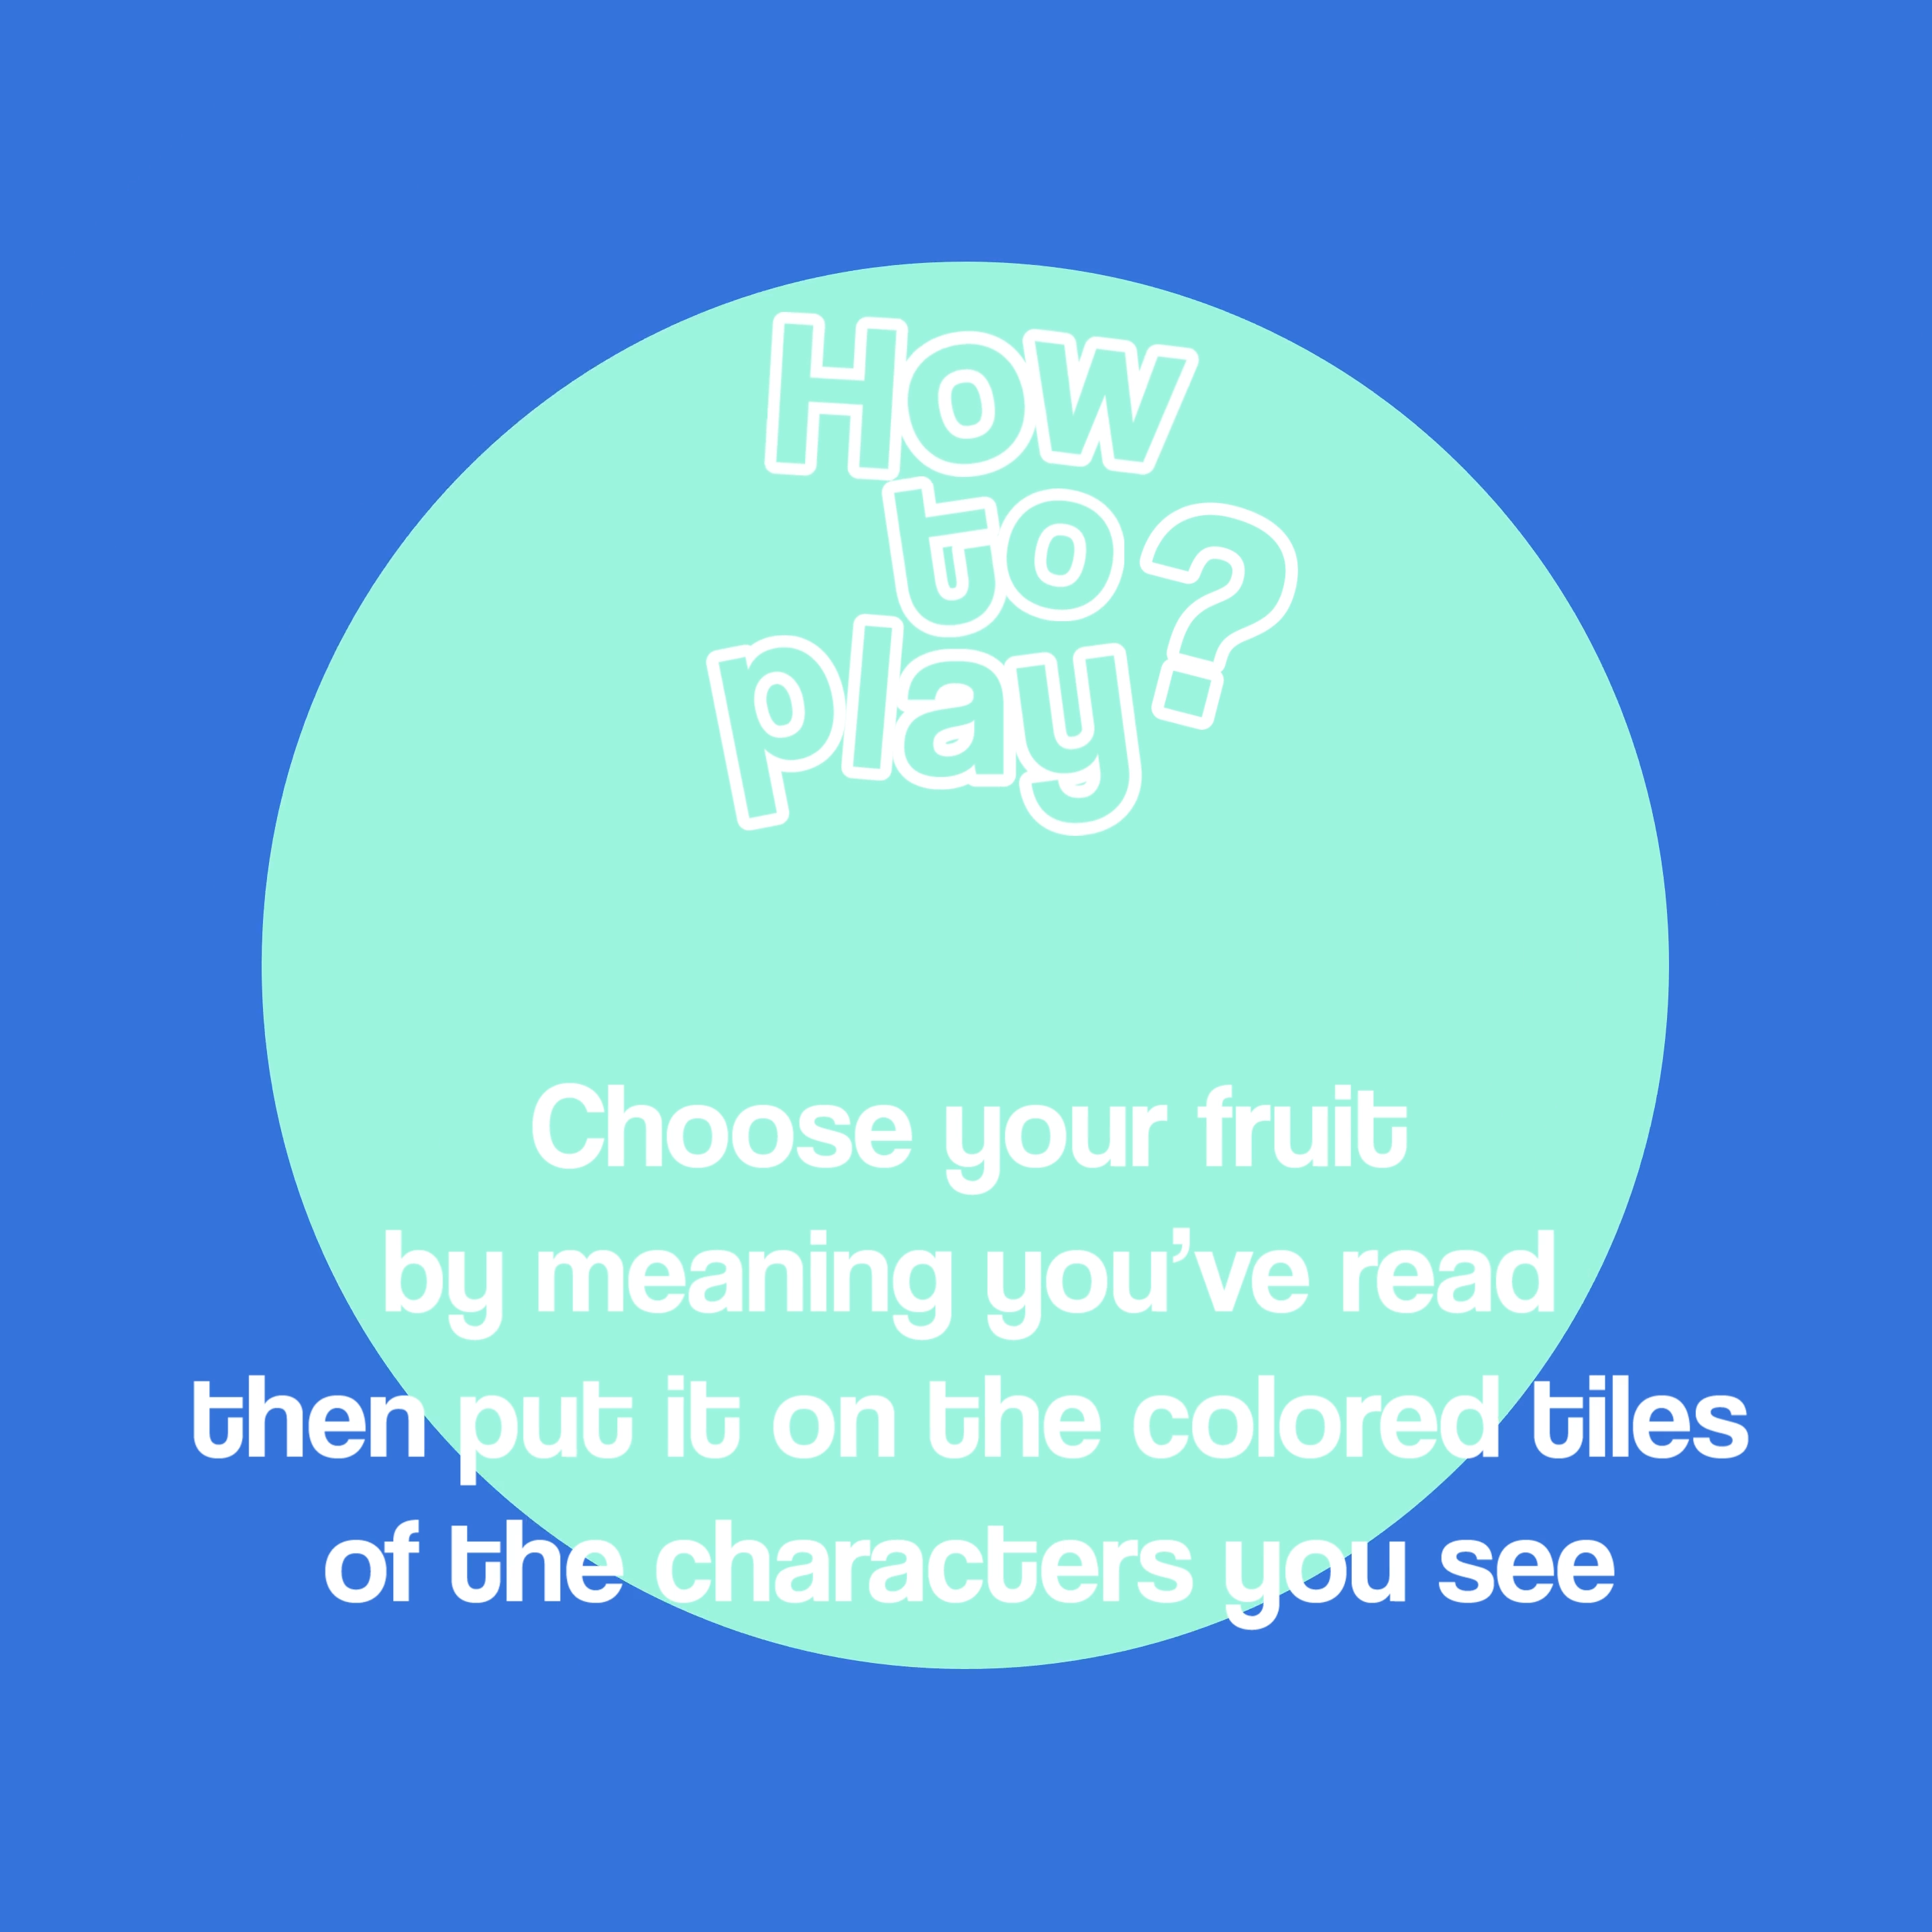 How
to
play?
Choose your fruit
by meaning you’ve read
then put it on the colored tiles
of the characters you see